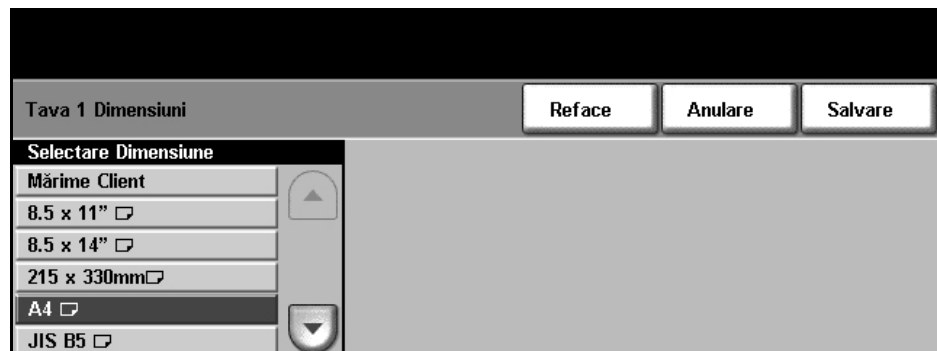 Tava 1 Dimensiuni
Reface
Anulare
Salvare
Selectare Dimensiune
Mărime Client
8.5 x 11”
8.5 x 14”
215 x 330mm
A4
JIS B5